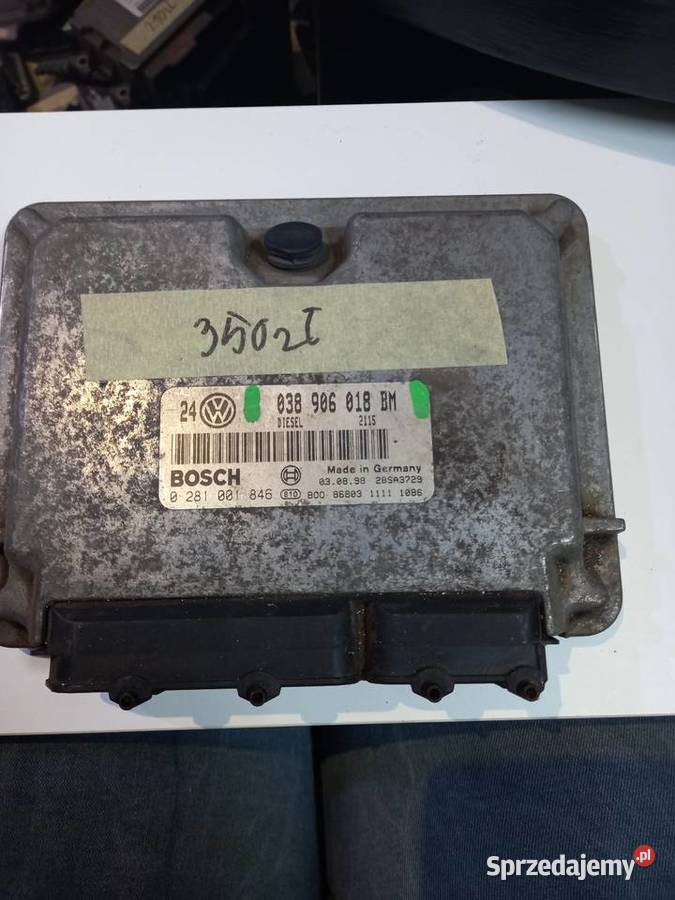 3502I
24 VW 038 906 018 BM
DIESEL 2115
BOSCH Made in Germany
03.08.98 28SA3729
0 281 001 846 B00 86803 1111 1086
Sprzedajemy.pl